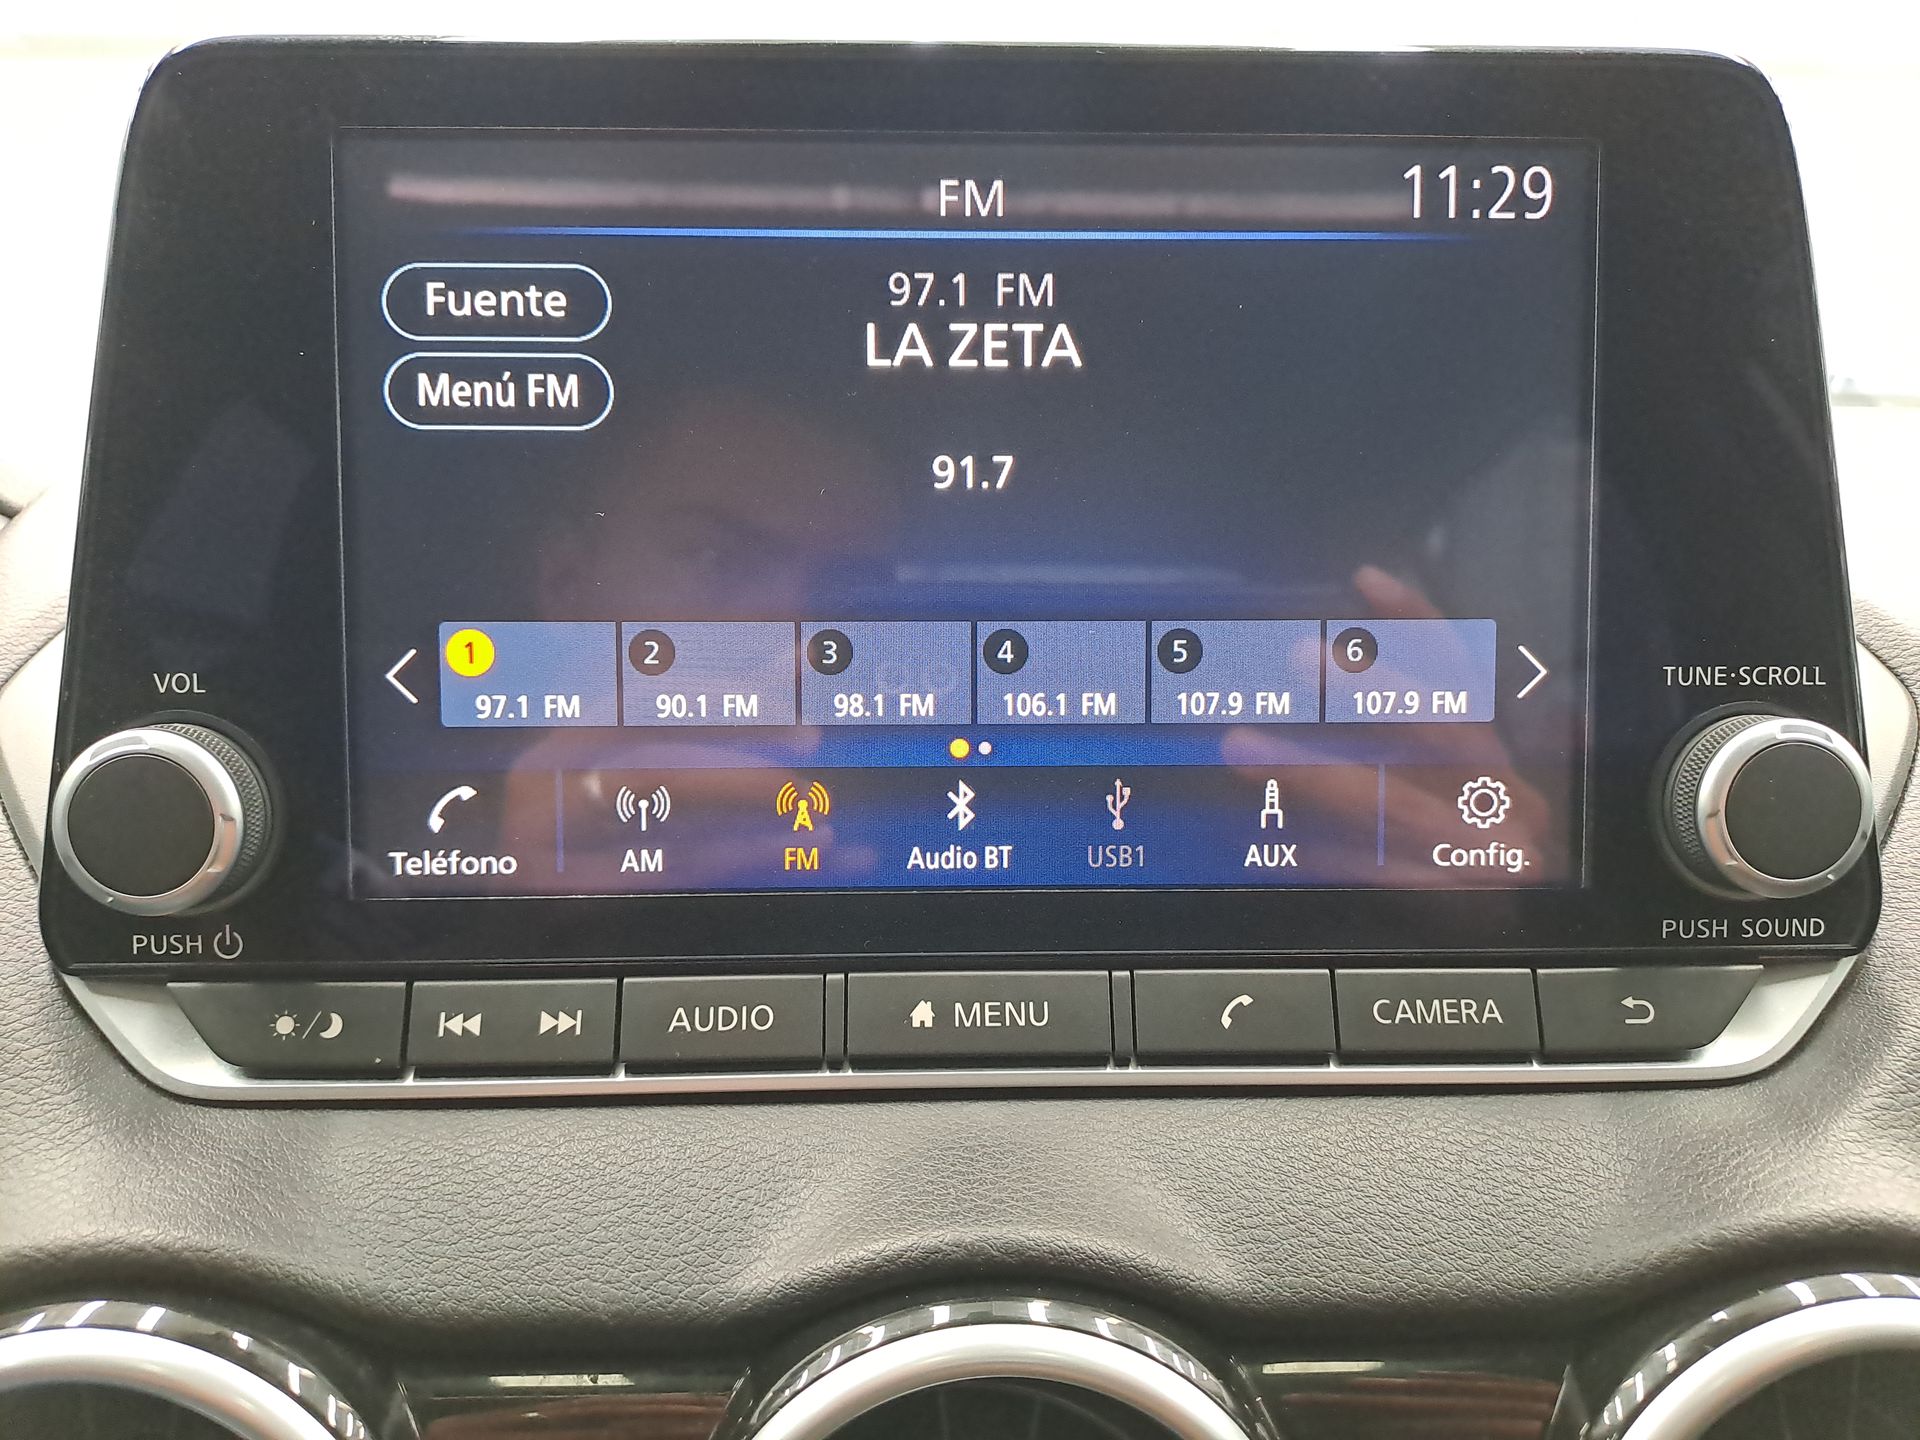 FM 11:29
Fuente
Menú FM
97.1 FM
LA ZETA
91.7
1 2 3 4 5 6
97.1 FM 90.1 FM 98.1 FM 106.1 FM 107.9 FM 107.9 FM
Teléfono AM FM Audio BT USB1 AUX Config.
VOL
PUSH
TUNE·SCROLL
PUSH SOUND
AUDIO MENU CAMERA